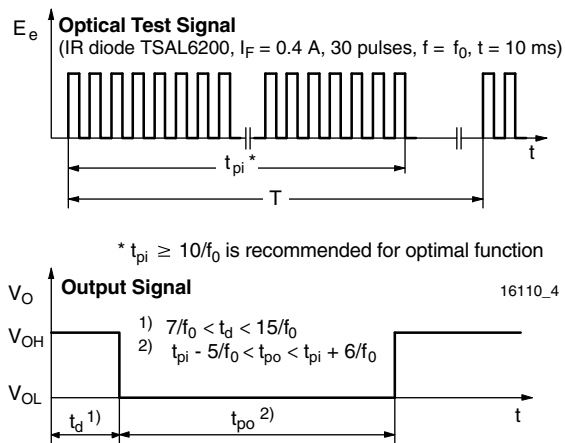 E_e Optical Test Signal
(IR diode TSAL6200, I_F = 0.4 A, 30 pulses, f = f_0, t = 10 ms)
t
t_pi *
T
* t_pi ≥ 10/f_0 is recommended for optimal function
V_O Output Signal 16110_4
V_OH
1) 7/f_0 < t_d < 15/f_0
2) t_pi - 5/f_0 < t_po < t_pi + 6/f_0
V_OL
t_d 1) t_po 2) t